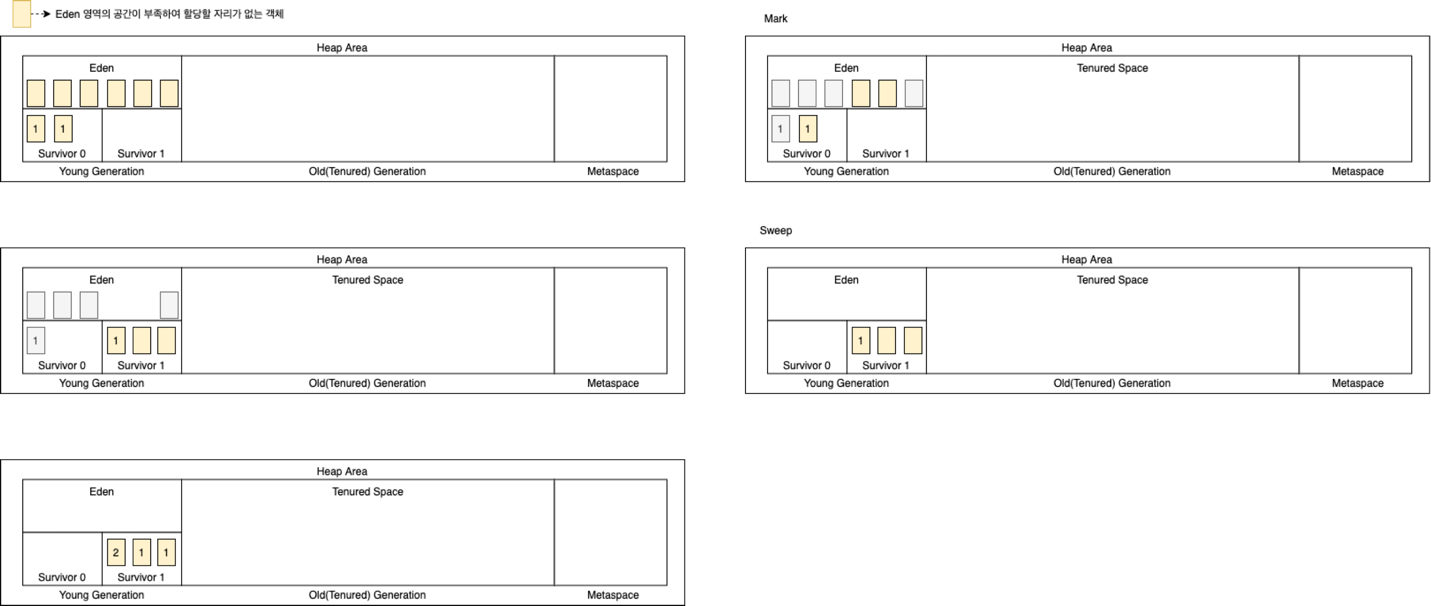 Eden 영역의 공간이 부족하여 할당할 자리가 없는 객체
Heap Area
Eden
1 1
Survivor 0 Survivor 1
Young Generation Old(Tenured) Generation Metaspace
Mark
Heap Area
Eden Tenured Space
1 1
Survivor 0 Survivor 1
Young Generation Old(Tenured) Generation Metaspace
Heap Area
Eden Tenured Space
1 1
Survivor 0 Survivor 1
Young Generation Old(Tenured) Generation Metaspace
Sweep
Heap Area
Eden Tenured Space
1
Survivor 0 Survivor 1
Young Generation Old(Tenured) Generation Metaspace
Heap Area
Eden Tenured Space
2 1 1
Survivor 0 Survivor 1
Young Generation Old(Tenured) Generation Metaspace